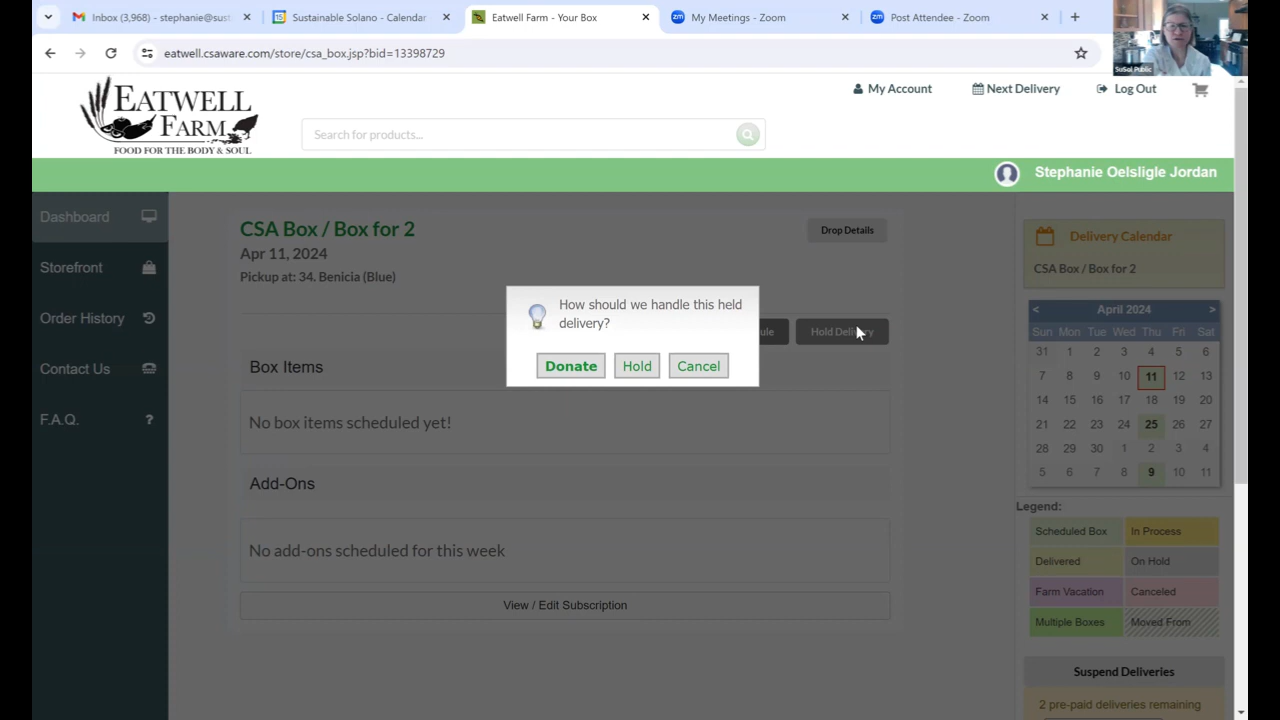 Inbox (3,968) - stephanie@sust
Sustainable Solano - Calendar
Eatwell Farm - Your Box
My Meetings - Zoom
Post Attendee - Zoom
eatwell.csaware.com/store/csa_box.jsp?bid=13398729
SuSol Public
EATWELL
FARM
FOOD FOR THE BODY & SOUL
My Account
Next Delivery
Log Out
Search for products...
Stephanie Oelsligle Jordan
Dashboard
Storefront
Order History
Contact Us
F.A.Q.
CSA Box / Box for 2
Drop Details
Apr 11, 2024
Pickup at: 34. Benicia (Blue)
How should we handle this held
delivery?
Donate
Hold
Cancel
Hold Delivery
Box Items
No box items scheduled yet!
Add-Ons
No add-ons scheduled for this week
View / Edit Subscription
Delivery Calendar
CSA Box / Box for 2
< April 2024 >
Sun Mon Tue Wed Thu Fri Sat
31 1 2 3 4 5 6
7 8 9 10 11 12 13
14 15 16 17 18 19 20
21 22 23 24 25 26 27
28 29 30 1 2 3 4
5 6 7 8 9 10 11
Legend:
Scheduled Box
In Process
Delivered
On Hold
Farm Vacation
Canceled
Multiple Boxes
Moved From
Suspend Deliveries
2 pre-paid deliveries remaining